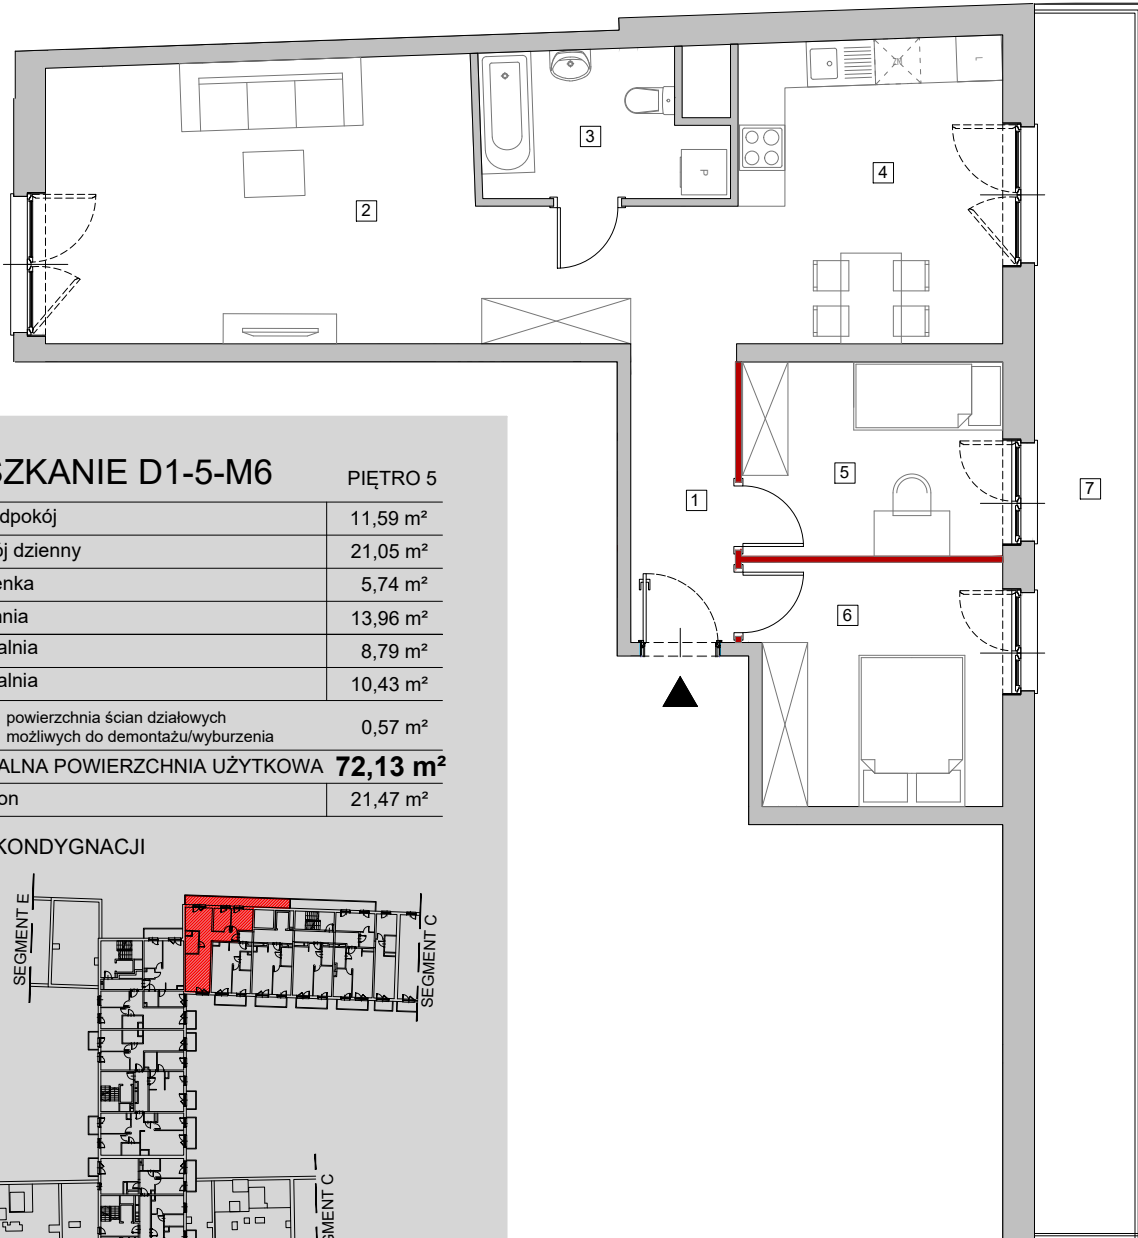 2
3
4
P
L
5
1
7
6
SZKANIE D1-5-M6 PIĘTRO 5
dpokój 11,59 m²
j dzienny 21,05 m²
enka 5,74 m²
nia 13,96 m²
alnia 8,79 m²
alnia 10,43 m²
powierzchnia ścian działowych
możliwych do demontażu/wyburzenia 0,57 m²
ALNA POWIERZCHNIA UŻYTKOWA 72,13 m²
on 21,47 m²
KONDYGNACJI
SEGMENT E
SEGMENT C
GMENT C